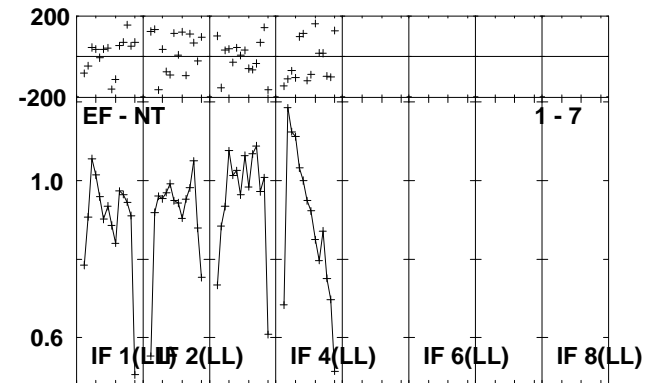 200
-200
EF - NT 1 - 7
1.0
0.6
IF 1(LL) IF 2(LL) IF 4(LL) IF 6(LL) IF 8(LL)